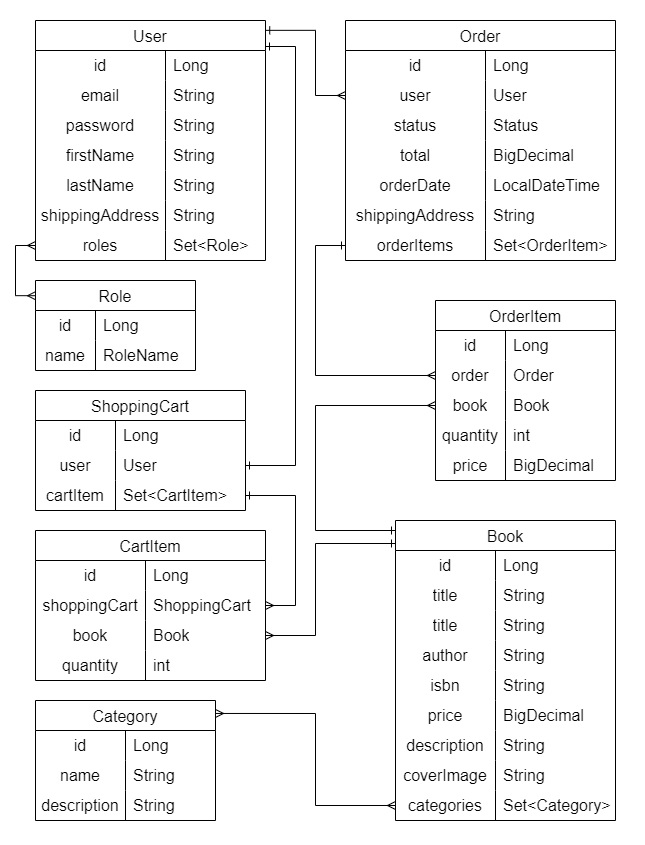 User
id Long
email String
password String
firstName String
lastName String
shippingAddress String
roles Set<Role>
Order
id Long
user User
status Status
total BigDecimal
orderDate LocalDateTime
shippingAddress String
orderItems Set<OrderItem>
Role
id Long
name RoleName
OrderItem
id Long
order Order
book Book
quantity int
price BigDecimal
ShoppingCart
id Long
user User
cartItem Set<CartItem>
CartItem
id Long
shoppingCart ShoppingCart
book Book
quantity int
Book
id Long
title String
title String
author String
isbn String
price BigDecimal
description String
coverImage String
categories Set<Category>
Category
id Long
name String
description String